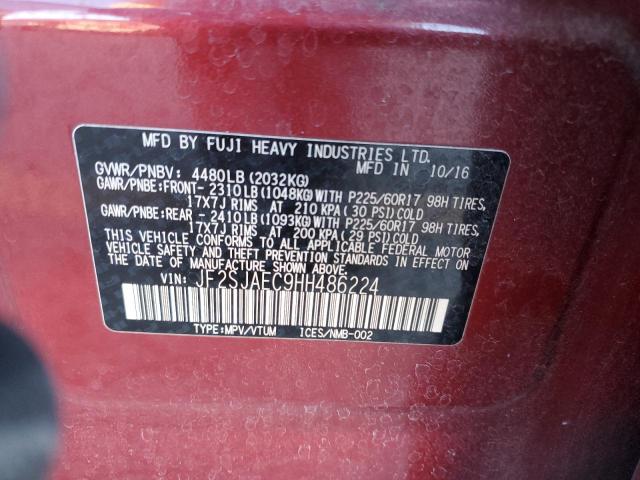 MFD BY FUJI HEAVY INDUSTRIES LTD.
GVWR/PNBV: 4480LB (2032KG) MFD IN 10/16
GAWR/PNBE:FRONT- 2310LB(1048KG)WITH P225/60R17 98H TIRES,
17X7J RIMS AT 210 KPA ( 30 PSI) COLD
GAWR/PNBE:REAR - 2410LB(1093KG)WITH P225/60R17 98H TIRES,
17X7J RIMS AT 200 KPA ( 29 PSI) COLD
THIS VEHICLE CONFORMS TO ALL APPLICABLE FEDERAL MOTOR
VEHICLE SAFETY AND THEFT PREVENTION STANDARDS IN EFFECT ON
THE DATE OF MANUFACTURE SHOWN ABOVE.
VIN: JF2SJAEC9HH486224
TYPE:MPV/VTUM ICES/NMB-002